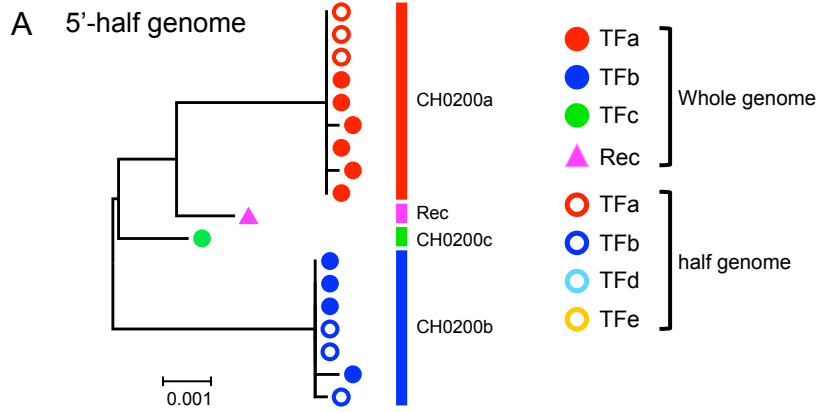 A 5'-half genome
CH0200a
Rec
CH0200c
CH0200b
0.001
TFa
TFb
TFc
Rec
Whole genome
TFa
TFb
TFd
TFe
half genome